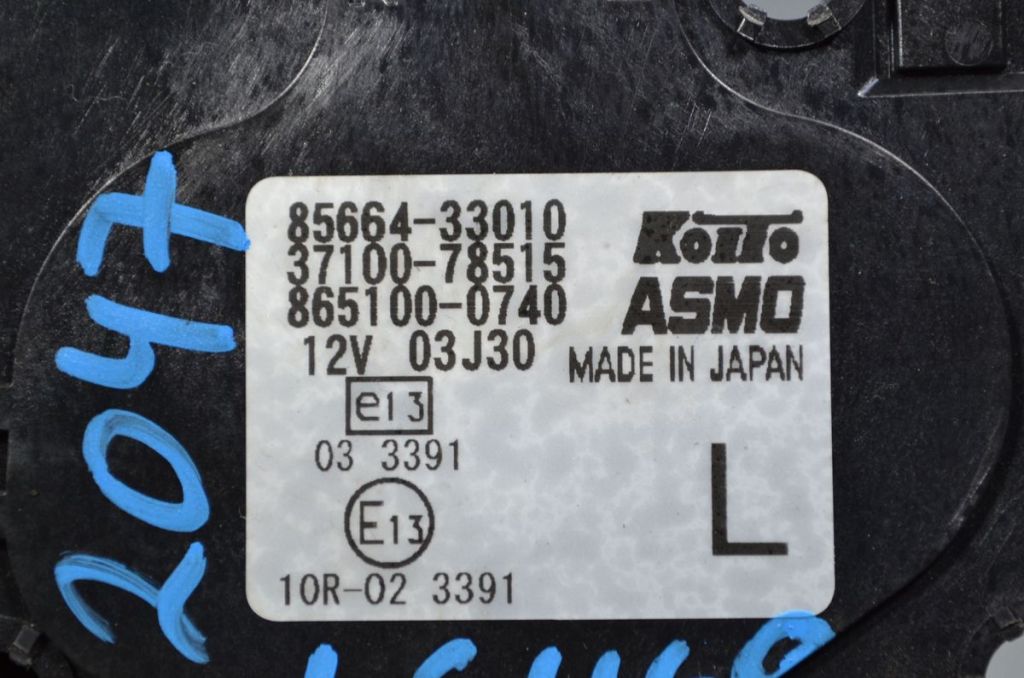 85664-33010
37100-78515
865100-0740
12V 03J30
KOITO
ASMO
MADE IN JAPAN
e13
03 3391
E13
10R-02 3391
L
2047